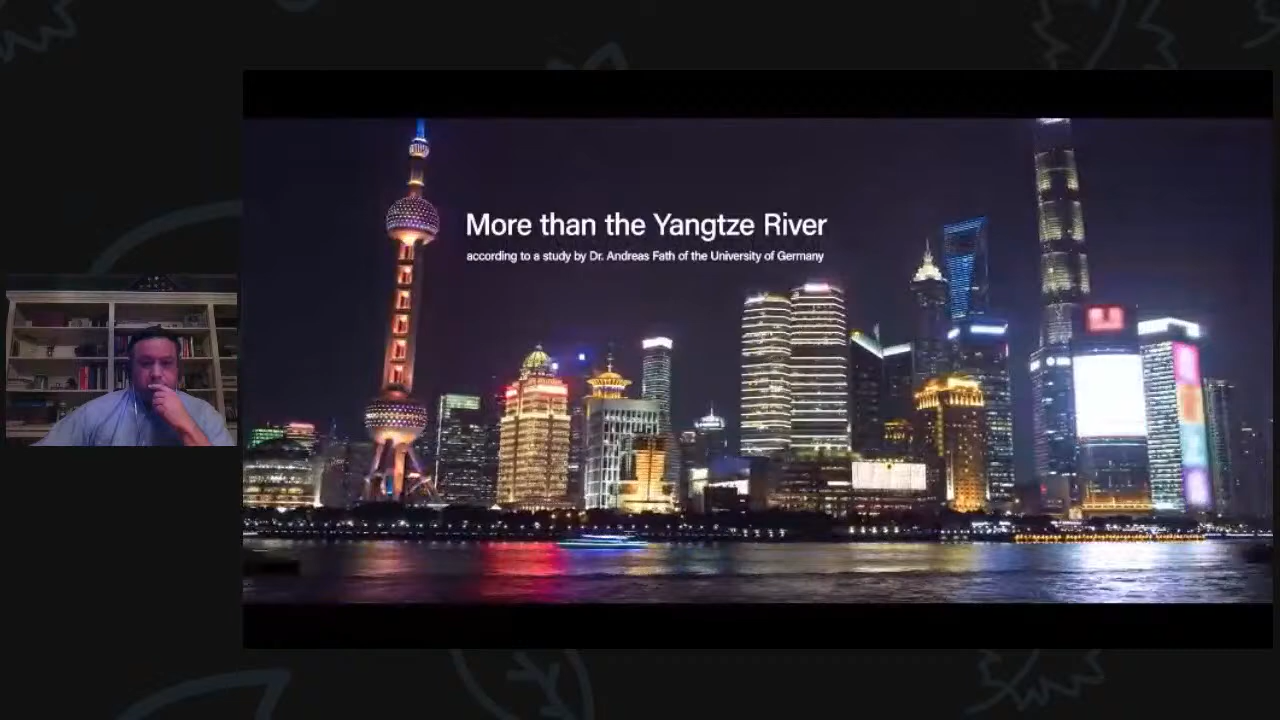 More than the Yangtze River
according to a study by Dr. Andreas Fath of the University of Germany